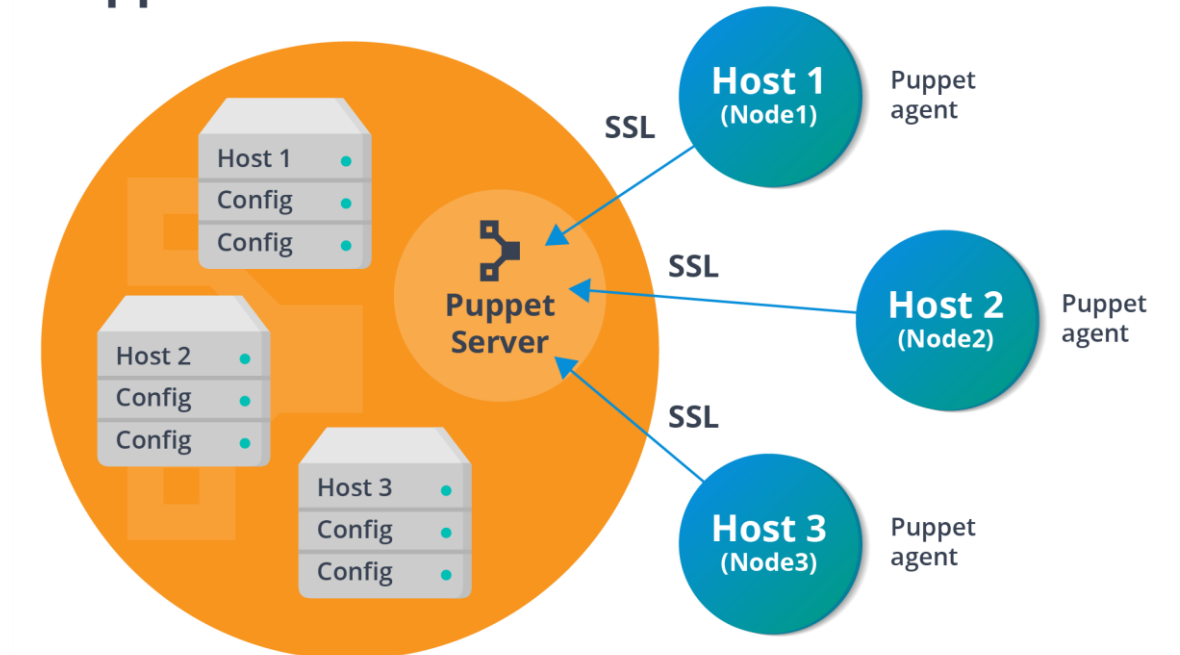 Host 1
Config
Config
Host 2
Config
Config
Host 3
Config
Config
Puppet
Server
SSL
SSL
SSL
Host 1
(Node1)
Puppet
agent
Host 2
(Node2)
Puppet
agent
Host 3
(Node3)
Puppet
agent